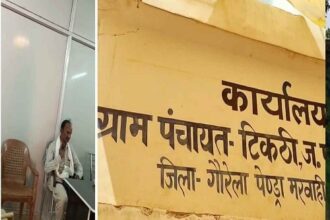 कार्यालय
ग्राम पंचायत- टिकठी, ज.
जिला- गौरेला पेण्ड्रा मरवाही